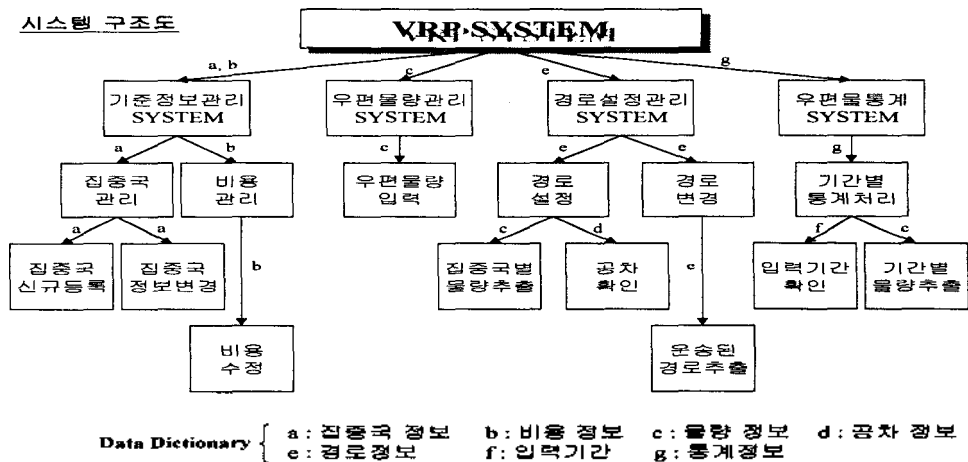 시스템 구조도
VRP SYSTEM
a, b
c
e
g
기준정보관리
SYSTEM
우편물량관리
SYSTEM
경로설정관리
SYSTEM
우편물통계
SYSTEM
a
b
c
e
e
g
집중국
관리
비용
관리
우편물량
입력
경로
설정
경로
변경
기간별
통계처리
a
a
b
c
d
e
f
c
집중국
신규등록
집중국
정보변경
집중국별
물량추출
공차
확인
입력기간
확인
기간별
물량추출
비용
수정
운송된
경로추출
Data Dictionary
a : 집중국 정보 b : 비용 정보 c : 물량 정보 d : 공차 정보
e : 경로정보 f : 입력기간 g : 통계정보